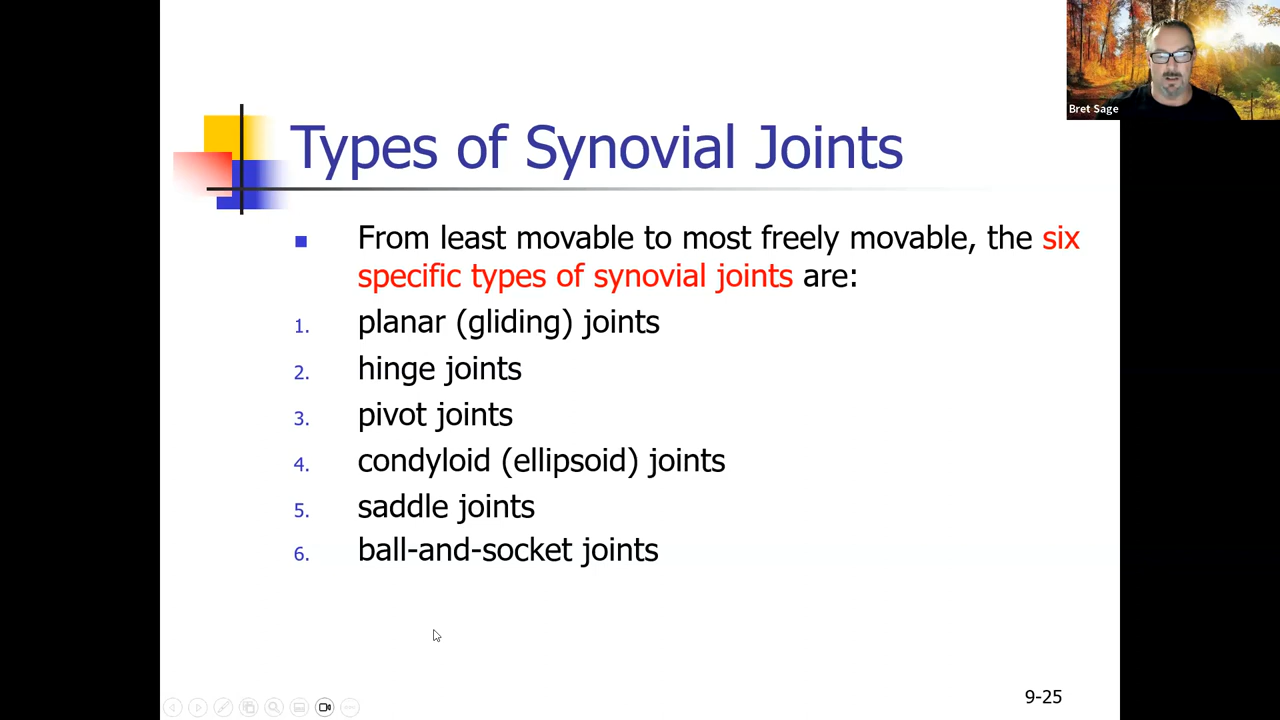 Bret Sage
Types of Synovial Joints
From least movable to most freely movable, the six
specific types of synovial joints are:
1. planar (gliding) joints
2. hinge joints
3. pivot joints
4. condyloid (ellipsoid) joints
5. saddle joints
6. ball-and-socket joints
9-25